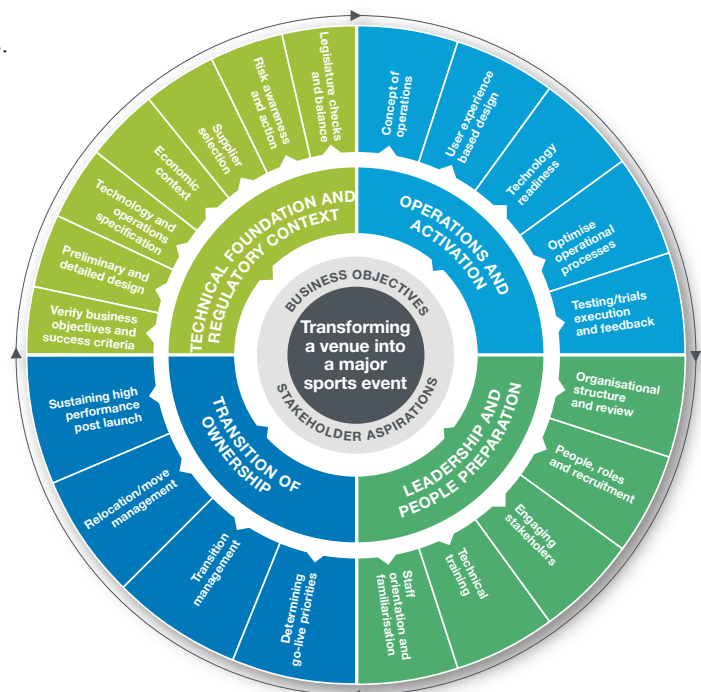 s.
BUSINESS OBJECTIVES
Transforming
a venue into
a major
sports event
STAKEHOLDER ASPIRATIONS
TECHNICAL FOUNDATION AND
REGULATORY CONTEXT
Verify business
objectives and
success criteria
Preliminary and
detailed design
Technology and
operations
specification
Economic
context
Supplier
selection
Risk awareness
and action
Legislature checks
and balance
OPERATIONS AND
ACTIVATION
Concept of
operations
User experience
based design
Technology
readiness
Optimise
operational
processes
Testing/trials
execution
and feedback
LEADERSHIP AND
PEOPLE PREPARATION
Organisational
structure
and review
People, roles
and recruitment
Engaging
stakeholers
Technical
training
Staff
orientation and
familiarisation
TRANSITION OF
OWNERSHIP
Determining
go-live priorities
Transition
management
Relocation/move
management
Sustaining high
performance
post launch